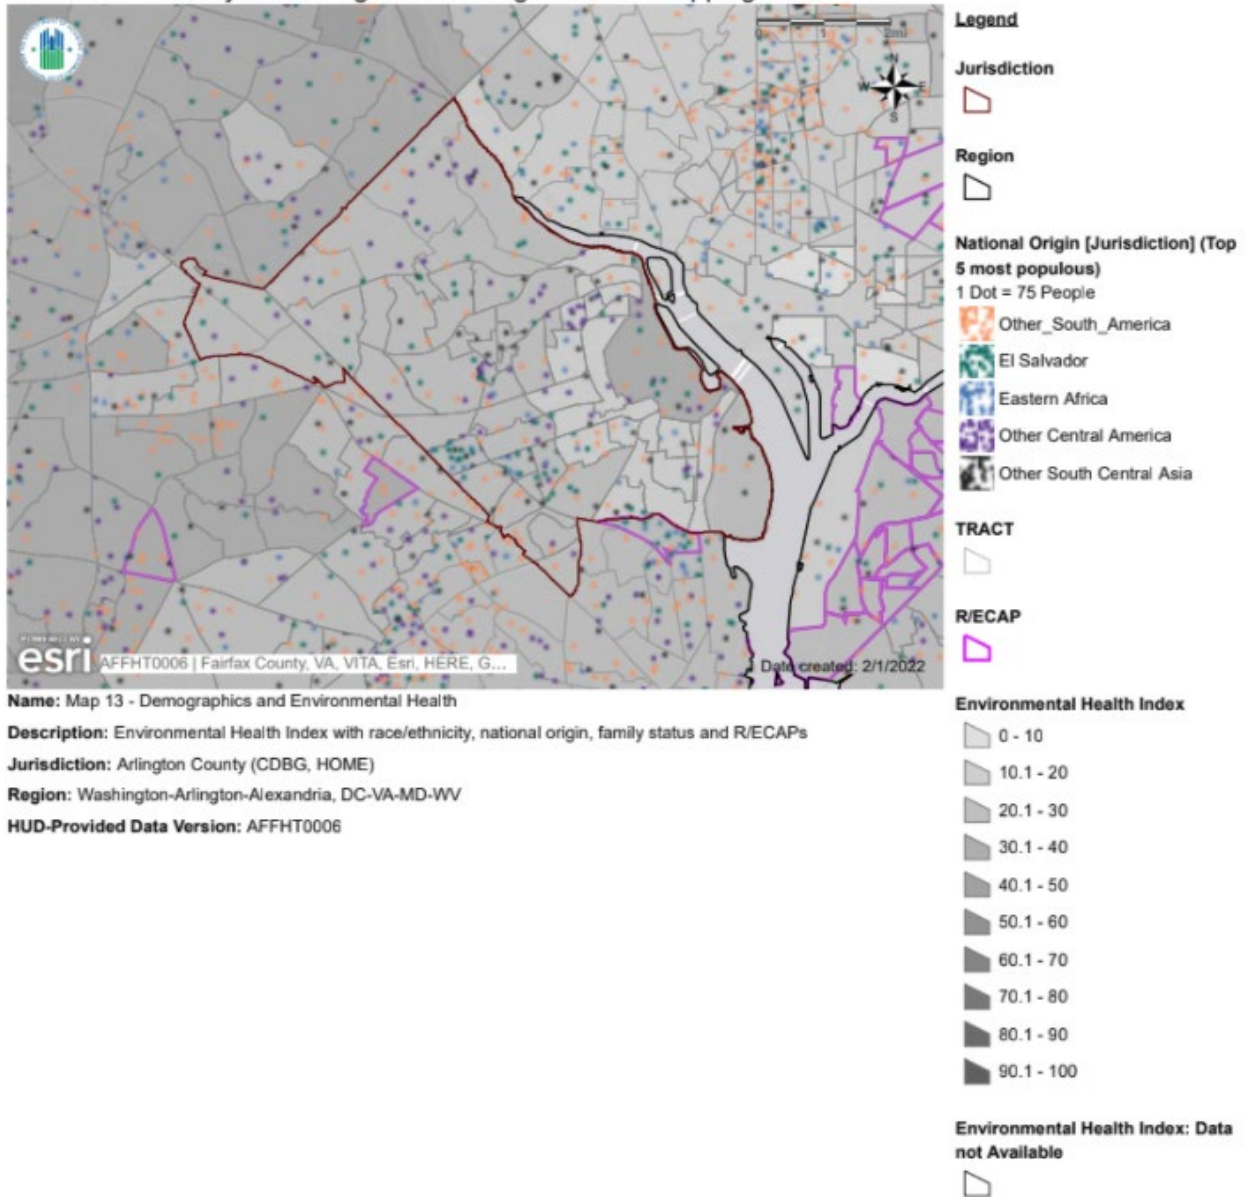 1
2mi
N
W
E
S
Legend
Jurisdiction
Region
National Origin [Jurisdiction] (Top
5 most populous)
1 Dot = 75 People
Other_South_America
El Salvador
Eastern Africa
Other Central America
Other South Central Asia
TRACT
R/ECAP
Environmental Health Index
0 - 10
10.1 - 20
20.1 - 30
30.1 - 40
40.1 - 50
50.1 - 60
60.1 - 70
70.1 - 80
80.1 - 90
90.1 - 100
Environmental Health Index: Data
not Available
POWERED BY
esri
AFFHT0006 | Fairfax County, VA, VITA, Esri, HERE, G...
Date created: 2/1/2022
Name: Map 13 - Demographics and Environmental Health
Description: Environmental Health Index with race/ethnicity, national origin, family status and R/ECAPs
Jurisdiction: Arlington County (CDBG, HOME)
Region: Washington-Arlington-Alexandria, DC-VA-MD-WV
HUD-Provided Data Version: AFFHT0006